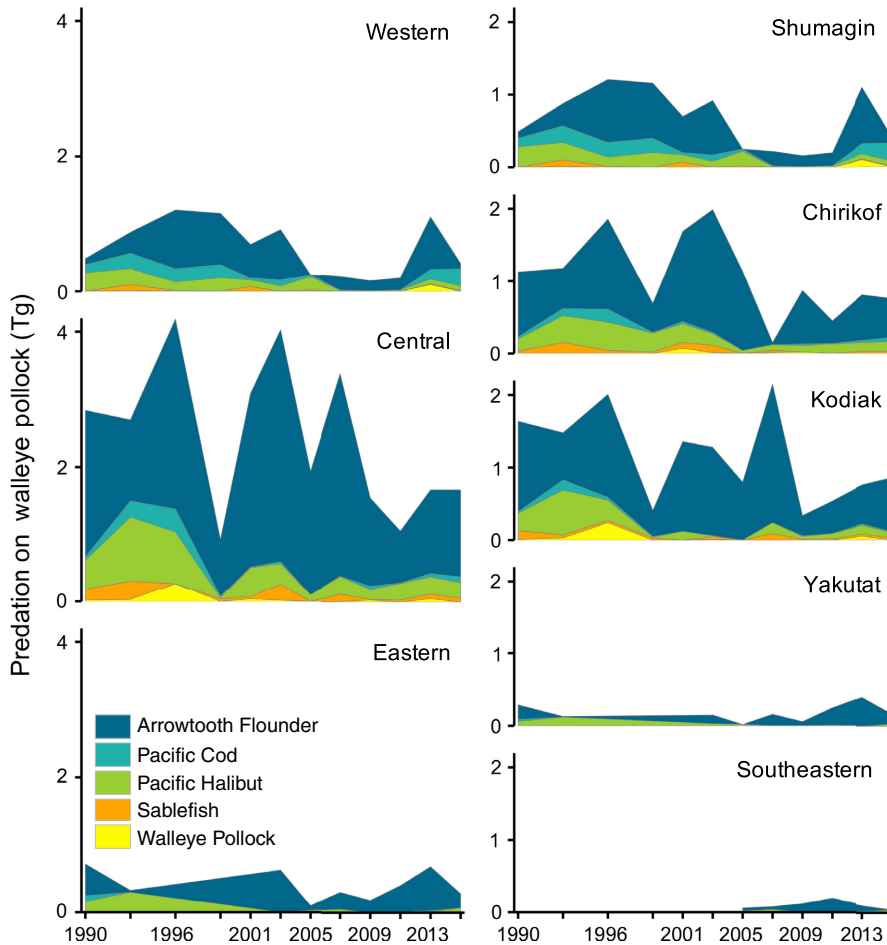 Predation on walleye pollock (Tg)
Western
4
2
0
Central
4
2
0
Eastern
4
2
0
Arrowtooth Flounder
Pacific Cod
Pacific Halibut
Sablefish
Walleye Pollock
1990 1996 2001 2005 2009 2013
Shumagin
2
1
0
Chirikof
2
1
0
Kodiak
2
1
0
Yakutat
2
1
0
Southeastern
2
1
0
1990 1996 2001 2005 2009 2013